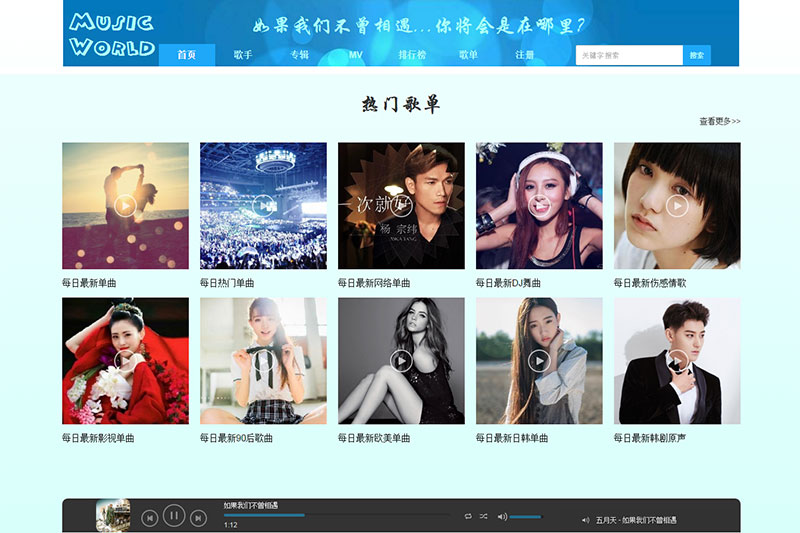 Music World
如果我们不曾相遇...你将会是在哪里?
首页 歌手 专辑 MV 排行榜 歌单 注册 关键字搜索 搜索
热门歌单
查看更多>>
一次就好
杨 宗纬
每日最新单曲 每日热门单曲 每日最新网络单曲 每日最新DJ舞曲 每日最新伤感情歌
每日最新影视单曲 每日最新90后歌曲 每日最新欧美单曲 每日最新日韩单曲 每日最新韩剧原声
如果我们不曾相遇
1:12
五月天 - 如果我们不曾相遇